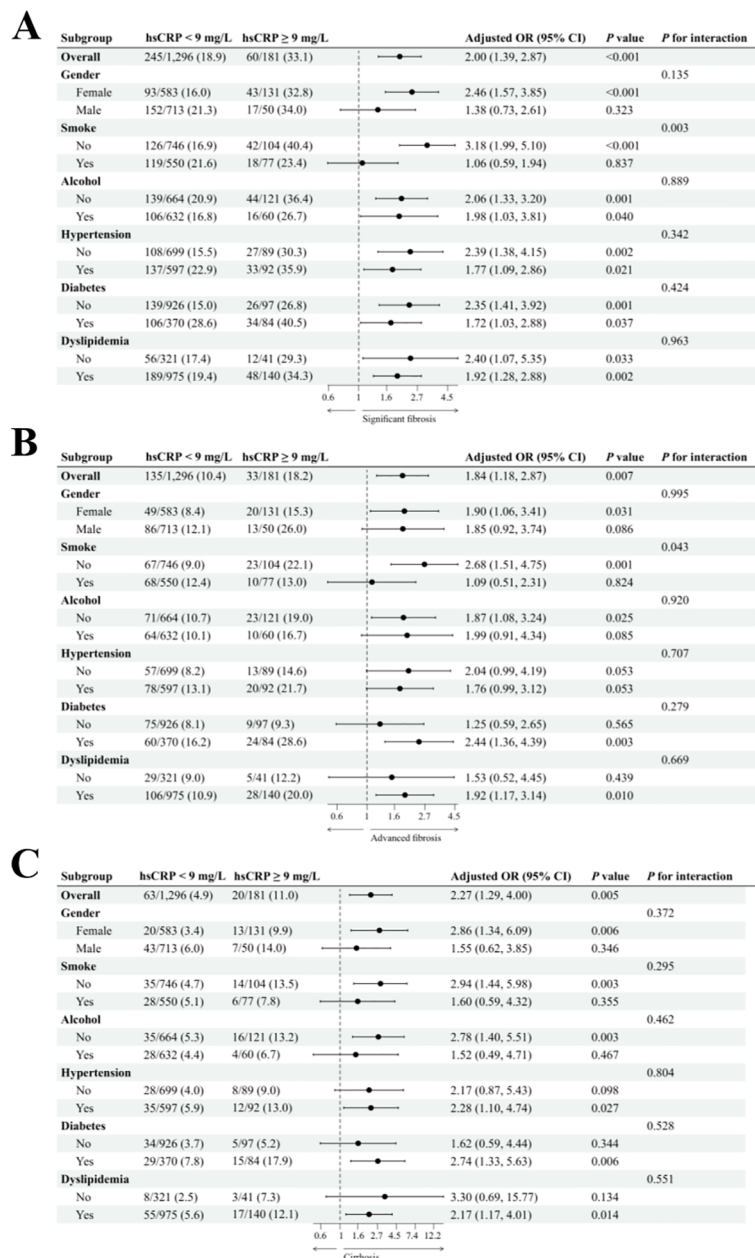 A
Subgroup hsCRP < 9 mg/L hsCRP ≥ 9 mg/L Adjusted OR (95% CI) P value P for interaction
Overall 245/1,296 (18.9) 60/181 (33.1) 2.00 (1.39, 2.87) <0.001
Gender 0.135
Female 93/583 (16.0) 43/131 (32.8) 2.46 (1.57, 3.85) <0.001
Male 152/713 (21.3) 17/50 (34.0) 1.38 (0.73, 2.61) 0.323
Smoke 0.003
No 126/746 (16.9) 42/104 (40.4) 3.18 (1.99, 5.10) <0.001
Yes 119/550 (21.6) 18/77 (23.4) 1.06 (0.59, 1.94) 0.837
Alcohol 0.889
No 139/664 (20.9) 44/121 (36.4) 2.06 (1.33, 3.20) 0.001
Yes 106/632 (16.8) 16/60 (26.7) 1.98 (1.03, 3.81) 0.040
Hypertension 0.342
No 108/699 (15.5) 27/89 (30.3) 2.39 (1.38, 4.15) 0.002
Yes 137/597 (22.9) 33/92 (35.9) 1.77 (1.09, 2.86) 0.021
Diabetes 0.424
No 139/926 (15.0) 26/97 (26.8) 2.35 (1.41, 3.92) 0.001
Yes 106/370 (28.6) 34/84 (40.5) 1.72 (1.03, 2.88) 0.037
Dyslipidemia 0.963
No 56/321 (17.4) 12/41 (29.3) 2.40 (1.07, 5.35) 0.033
Yes 189/975 (19.4) 48/140 (34.3) 1.92 (1.28, 2.88) 0.002
0.6 1 1.6 2.7 4.5
Significant fibrosis
B
Subgroup hsCRP < 9 mg/L hsCRP ≥ 9 mg/L Adjusted OR (95% CI) P value P for interaction
Overall 135/1,296 (10.4) 33/181 (18.2) 1.84 (1.18, 2.87) 0.007
Gender 0.995
Female 49/583 (8.4) 20/131 (15.3) 1.90 (1.06, 3.41) 0.031
Male 86/713 (12.1) 13/50 (26.0) 1.85 (0.92, 3.74) 0.086
Smoke 0.043
No 67/746 (9.0) 23/104 (22.1) 2.68 (1.51, 4.75) 0.001
Yes 68/550 (12.4) 10/77 (13.0) 1.09 (0.51, 2.31) 0.824
Alcohol 0.920
No 71/664 (10.7) 23/121 (19.0) 1.87 (1.08, 3.24) 0.025
Yes 64/632 (10.1) 10/60 (16.7) 1.99 (0.91, 4.34) 0.085
Hypertension 0.707
No 57/699 (8.2) 13/89 (14.6) 2.04 (0.99, 4.19) 0.053
Yes 78/597 (13.1) 20/92 (21.7) 1.76 (0.99, 3.12) 0.053
Diabetes 0.279
No 75/926 (8.1) 9/97 (9.3) 1.25 (0.59, 2.65) 0.565
Yes 60/370 (16.2) 24/84 (28.6) 2.44 (1.36, 4.39) 0.003
Dyslipidemia 0.669
No 29/321 (9.0) 5/41 (12.2) 1.53 (0.52, 4.45) 0.439
Yes 106/975 (10.9) 28/140 (20.0) 1.92 (1.17, 3.14) 0.010
0.6 1 1.6 2.7 4.5
Advanced fibrosis
C
Subgroup hsCRP < 9 mg/L hsCRP ≥ 9 mg/L Adjusted OR (95% CI) P value P for interaction
Overall 63/1,296 (4.9) 20/181 (11.0) 2.27 (1.29, 4.00) 0.005
Gender 0.372
Female 20/583 (3.4) 13/131 (9.9) 2.86 (1.34, 6.09) 0.006
Male 43/713 (6.0) 7/50 (14.0) 1.55 (0.62, 3.85) 0.346
Smoke 0.295
No 35/746 (4.7) 14/104 (13.5) 2.94 (1.44, 5.98) 0.003
Yes 28/550 (5.1) 6/77 (7.8) 1.60 (0.59, 4.32) 0.355
Alcohol 0.462
No 35/664 (5.3) 16/121 (13.2) 2.78 (1.40, 5.51) 0.003
Yes 28/632 (4.4) 4/60 (6.7) 1.52 (0.49, 4.71) 0.467
Hypertension 0.804
No 28/699 (4.0) 8/89 (9.0) 2.17 (0.87, 5.43) 0.098
Yes 35/597 (5.9) 12/92 (13.0) 2.28 (1.10, 4.74) 0.027
Diabetes 0.528
No 34/926 (3.7) 5/97 (5.2) 1.62 (0.59, 4.44) 0.344
Yes 29/370 (7.8) 15/84 (17.9) 2.74 (1.33, 5.63) 0.006
Dyslipidemia 0.551
No 8/321 (2.5) 3/41 (7.3) 3.30 (0.69, 15.77) 0.134
Yes 55/975 (5.6) 17/140 (12.1) 2.17 (1.17, 4.01) 0.014
0.6 1 1.6 2.7 4.5 7.4 12.2
Cirrhosis